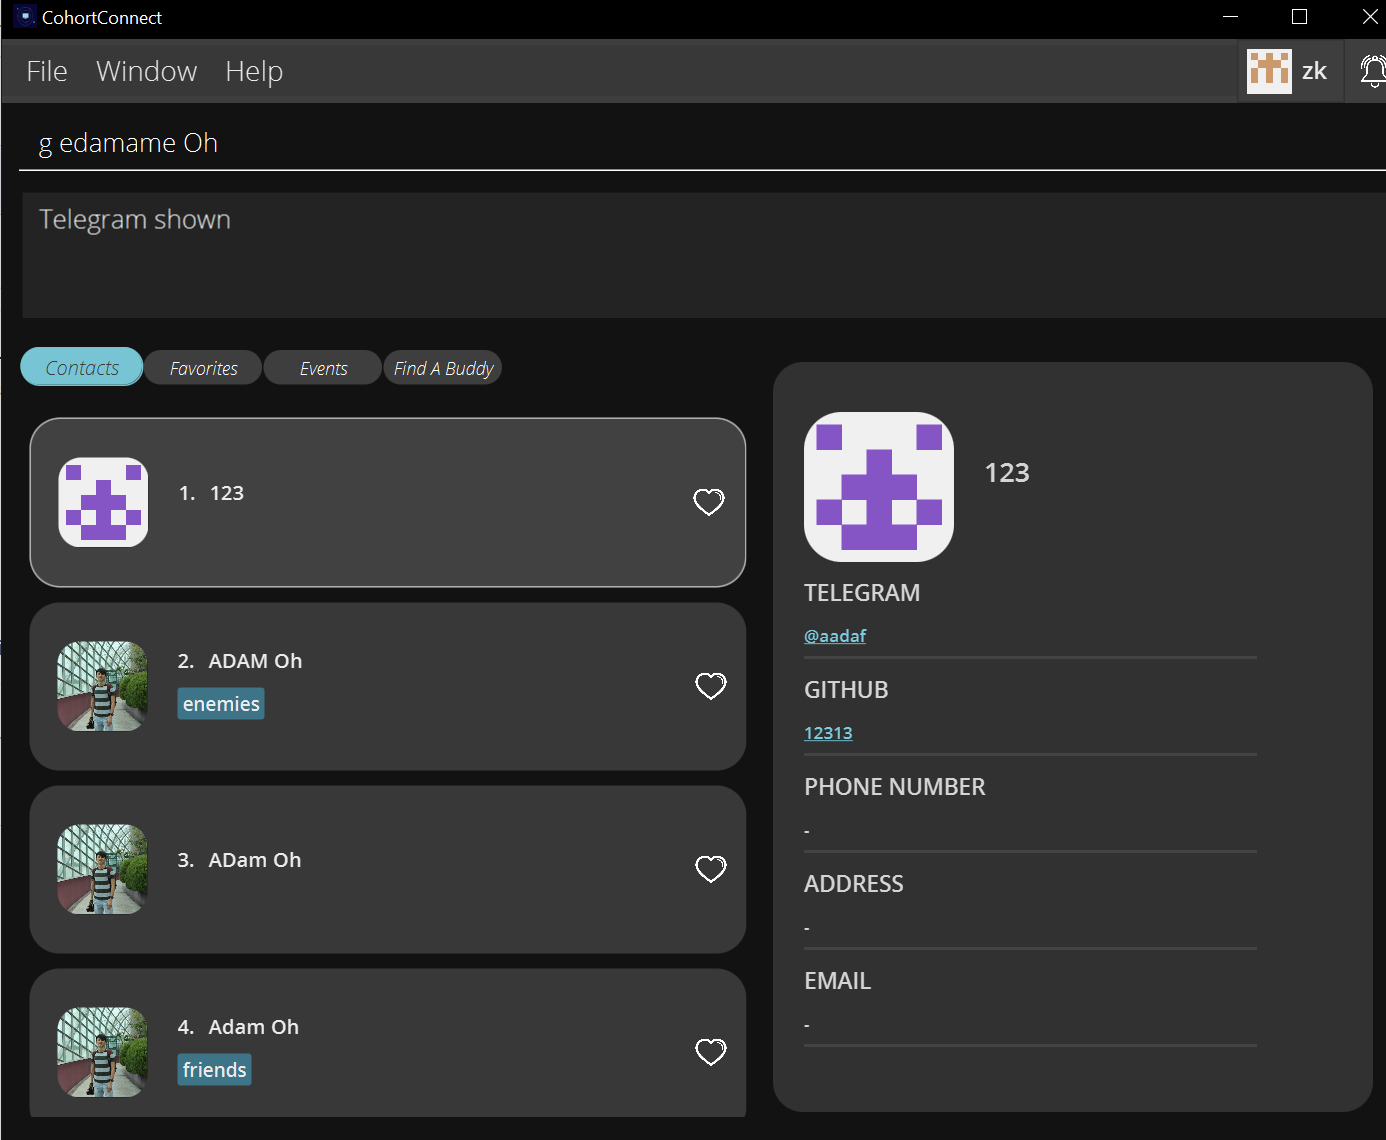 CohortConnect
File Window Help zk
g edamame Oh
Telegram shown
Contacts Favorites Events Find A Buddy
1. 123
2. ADAM Oh
enemies
3. ADam Oh
4. Adam Oh
friends
123
TELEGRAM
@aadaf
GITHUB
12313
PHONE NUMBER
-
ADDRESS
-
EMAIL
-